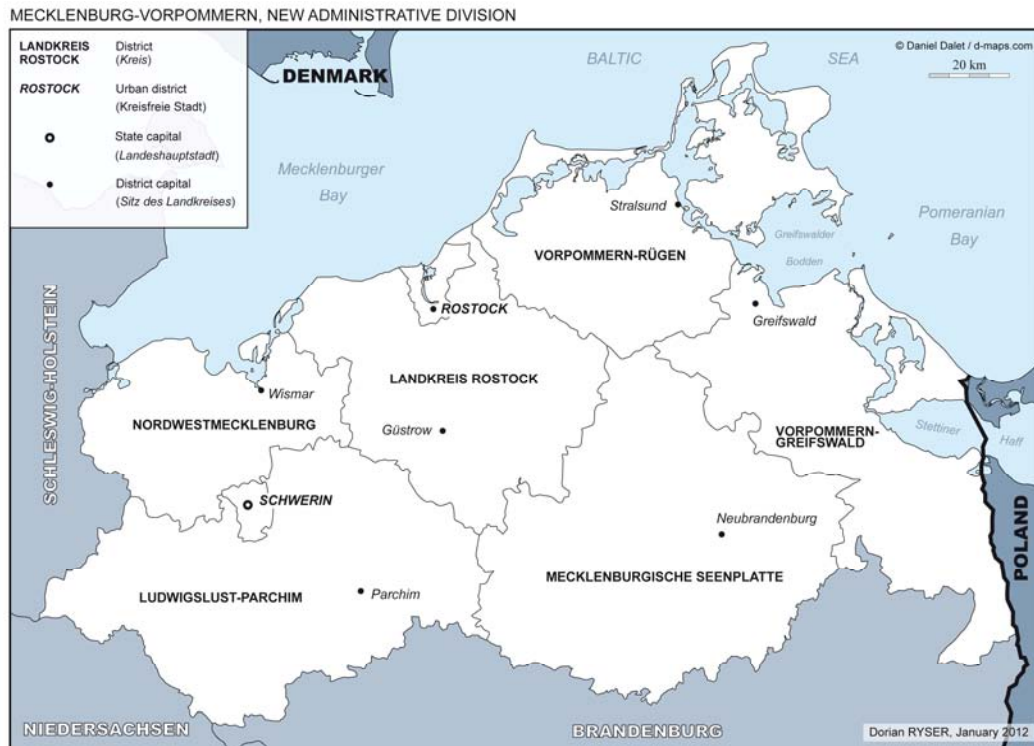 MECKLENBURG-VORPOMMERN, NEW ADMINISTRATIVE DIVISION
LANDKREIS
ROSTOCK
District
(Kreis)
ROSTOCK
Urban district
(Kreisfreie Stadt)
State capital
(Landeshauptstadt)
District capital
(Sitz des Landkreises)
DENMARK
BALTIC SEA
© Daniel Dalet / d-maps.com
20 km
Mecklenburger
Bay
Stralsund
Pomeranian
Bay
Greifswalder
Bodden
VORPOMMERN-RÜGEN
ROSTOCK
Greifswald
SCHLESWIG-HOLSTEIN
LANDKREIS ROSTOCK
Wismar
NORDWESTMECKLENBURG
Güstrow
VORPOMMERN-
GREIFSWALD
Stettiner
Haff
SCHWERIN
Neubrandenburg
POLAND
MECKLENBURGISCHE SEENPLATTE
LUDWIGSLUST-PARCHIM
Parchim
NIEDERSACHSEN
BRANDENBURG
Dorian RYSER, January 2012